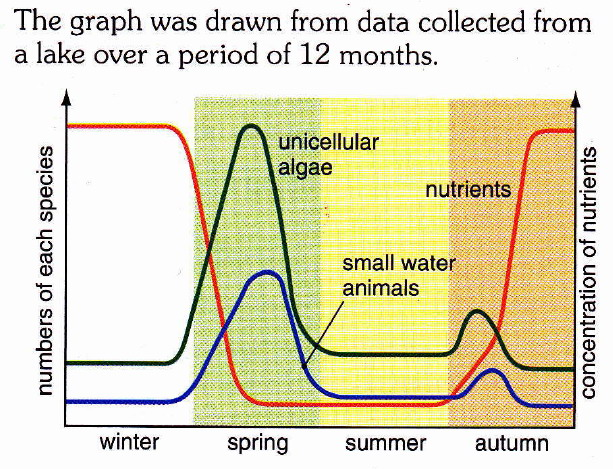 The graph was drawn from data collected from
a lake over a period of 12 months.
numbers of each species
unicellular
algae
nutrients
small water
animals
concentration of nutrients
winter spring summer autumn